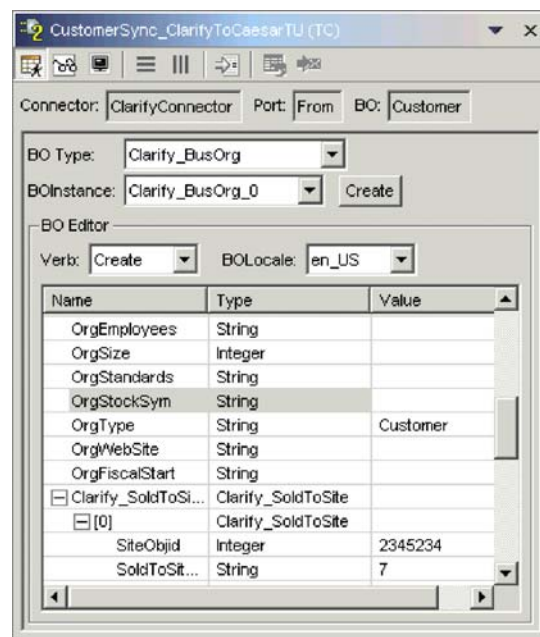 CustomerSync_ClarifyToCaesarTU (TC)
Connector: ClarifyConnector Port: From BO: Customer
BO Type: Clarify_BusOrg
BOInstance: Clarify_BusOrg_0 Create
BO Editor
Verb: Create BOLocale: en_US
Name Type Value
OrgEmployees String
OrgSize Integer
OrgStandards String
OrgStockSym String
OrgType String Customer
OrgWebSite String
OrgFiscalStart String
Clarify_SoldToSi... Clarify_SoldToSite
[0] Clarify_SoldToSite
SiteObjid Integer 2345234
SoldToSit... String 7